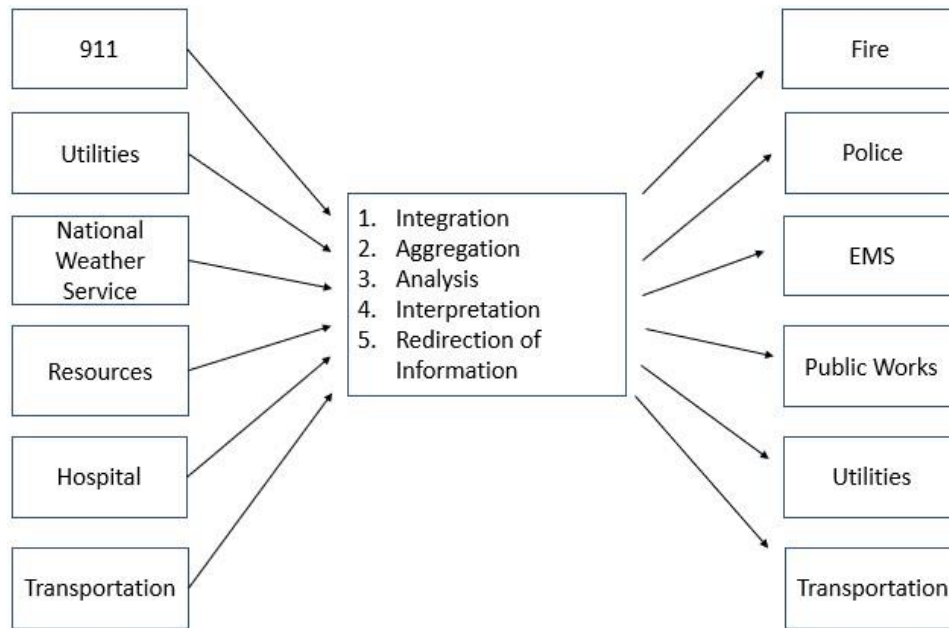 911
Utilities
National
Weather
Service
Resources
Hospital
Transportation
1. Integration
2. Aggregation
3. Analysis
4. Interpretation
5. Redirection of
Information
Fire
Police
EMS
Public Works
Utilities
Transportation